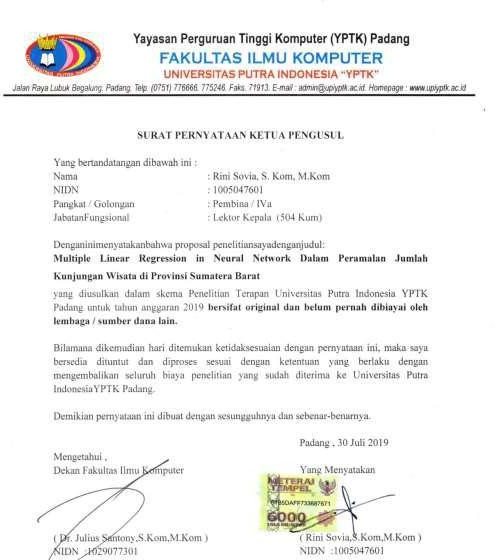 Yayasan Perguruan Tinggi Komputer (YPTK) Padang
FAKULTAS ILMU KOMPUTER
UNIVERSITAS PUTRA INDONESIA "YPTK"
Jalan Raya Lubuk Begalung, Padang. Telp. (0751) 776666, 775246. Faks. 71913. E-mail : admin@upiyptk.ac.id. Homepage : www.upiyptk.ac.id
SURAT PERNYATAAN KETUA PENGUSUL
Yang bertandatangan dibawah ini :
Nama : Rini Sovia, S. Kom, M.Kom
NIDN : 1005047601
Pangkat / Golongan : Pembina / IVa
JabatanFungsional : Lektor Kepala (504 Kum)
Denganinimenyatakanbahwa proposal penelitiansayadenganjudul:
Multiple Linear Regression in Neural Network Dalam Peramalan Jumlah
Kunjungan Wisata di Provinsi Sumatera Barat
yang diusulkan dalam skema Penelitian Terapan Universitas Putra Indonesia YPTK
Padang untuk tahun anggaran 2019 bersifat original dan belum pernah dibiayai oleh
lembaga / sumber dana lain.
Bilamana dikemudian hari ditemukan ketidaksesuaian dengan pernyataan ini, maka saya
bersedia dituntut dan diproses sesuai dengan ketentuan yang berlaku dengan
mengembalikan seluruh biaya penelitian yang sudah diterima ke Universitas Putra
IndonesiaYPTK Padang.
Demikian pernyataan ini dibuat dengan sesungguhnya dan sebenar-benarnya.
Padang , 30 Juli 2019
Mengetahui ,
Dekan Fakultas Ilmu Komputer
Yang Menyatakan
METERAI
TEMPEL
6000
( Dr. Julius Santony,S.Kom,M.Kom )
NIDN :1029077301
( Rini Sovia,S.Kom,M.Kom )
NIDN :1005047601